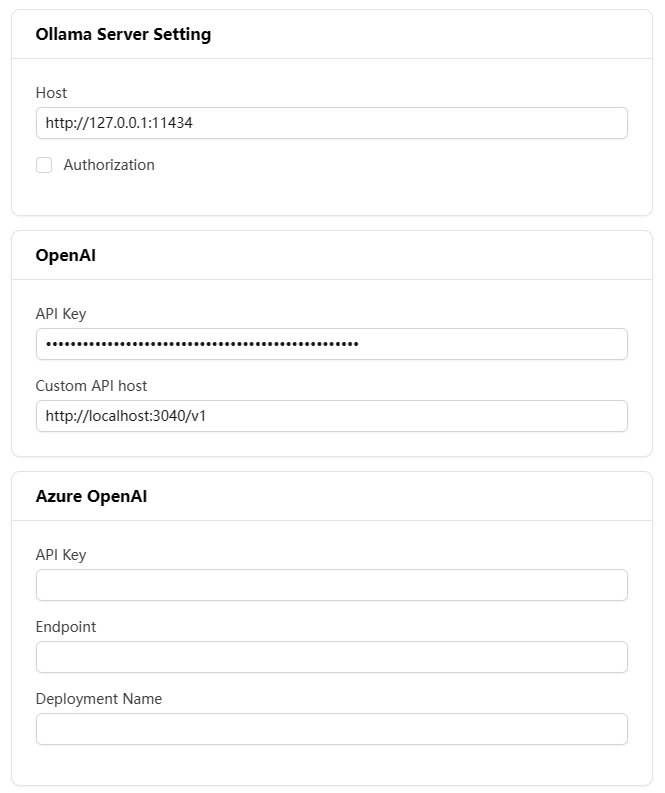 Ollama Server Setting
Host
http://127.0.0.1:11434
Authorization
OpenAI
API Key
•••••••••••••••••••••••••••••••••••••••••••••••••••
Custom API host
http://localhost:3040/v1
Azure OpenAI
API Key
Endpoint
Deployment Name